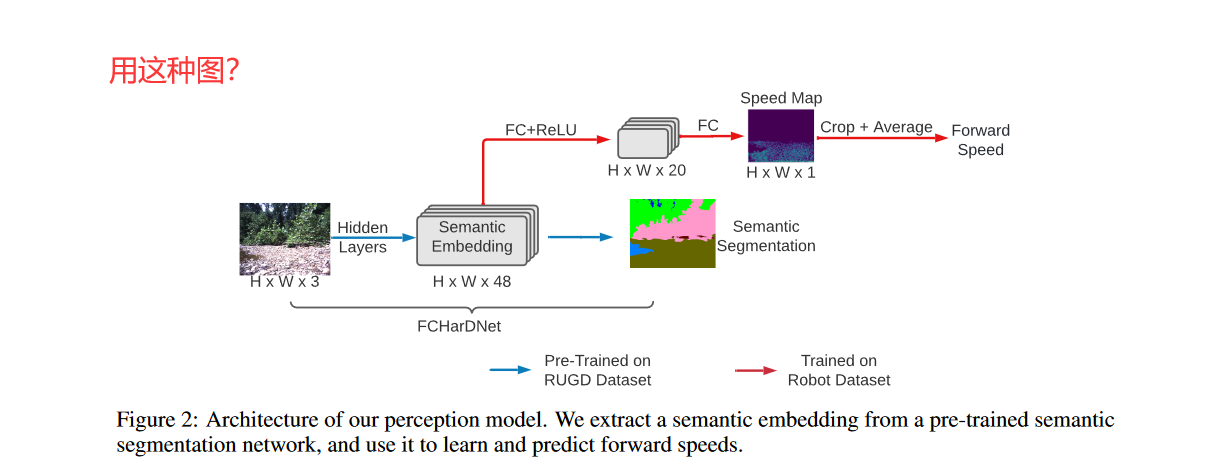 用这种图？
Speed Map
FC+ReLU
FC
Crop + Average
Forward
Speed
H x W x 20
H x W x 1
Hidden
Layers
Semantic
Embedding
Semantic
Segmentation
H x W x 3
H x W x 48
FCHarDNet
Pre-Trained on
RUGD Dataset
Trained on
Robot Dataset
Figure 2: Architecture of our perception model. We extract a semantic embedding from a pre-trained semantic
segmentation network, and use it to learn and predict forward speeds.